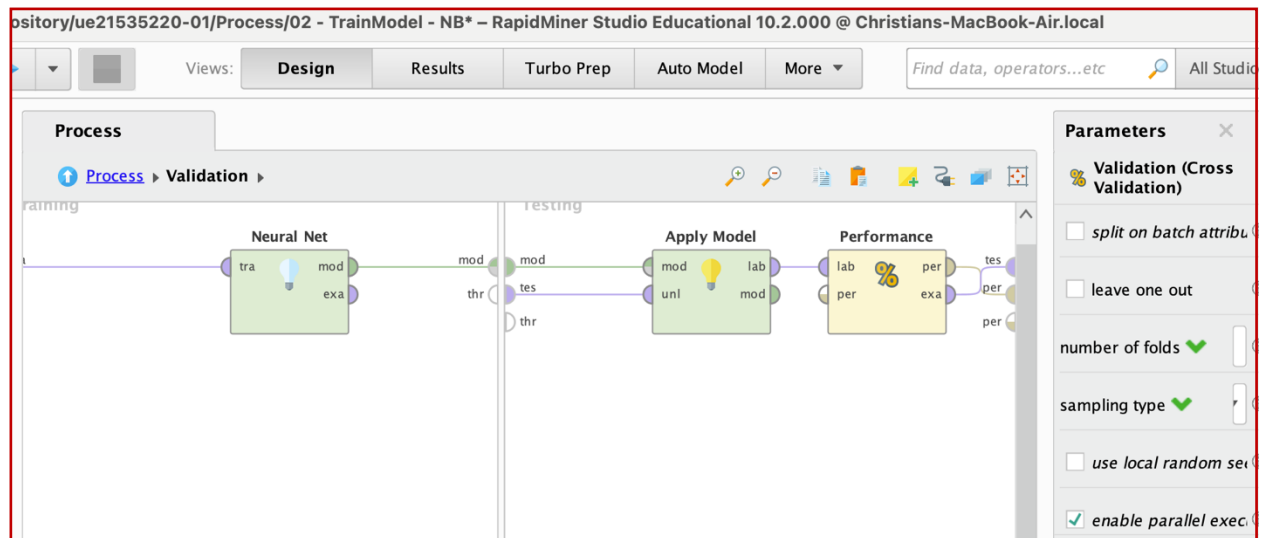 ository/ue21535220-01/Process/02 - TrainModel - NB* – RapidMiner Studio Educational 10.2.000 @ Christians-MacBook-Air.local
Views: Design Results Turbo Prep Auto Model More Find data, operators...etc All Studio
Process
Parameters
Process Validation
Validation (Cross
Validation)
raining Testing
split on batch attribu
Neural Net Apply Model Performance
tra mod mod mod mod lab lab per tes
exa thr tes unl mod per exa per
thr per
leave one out
number of folds
sampling type
use local random see
enable parallel exec